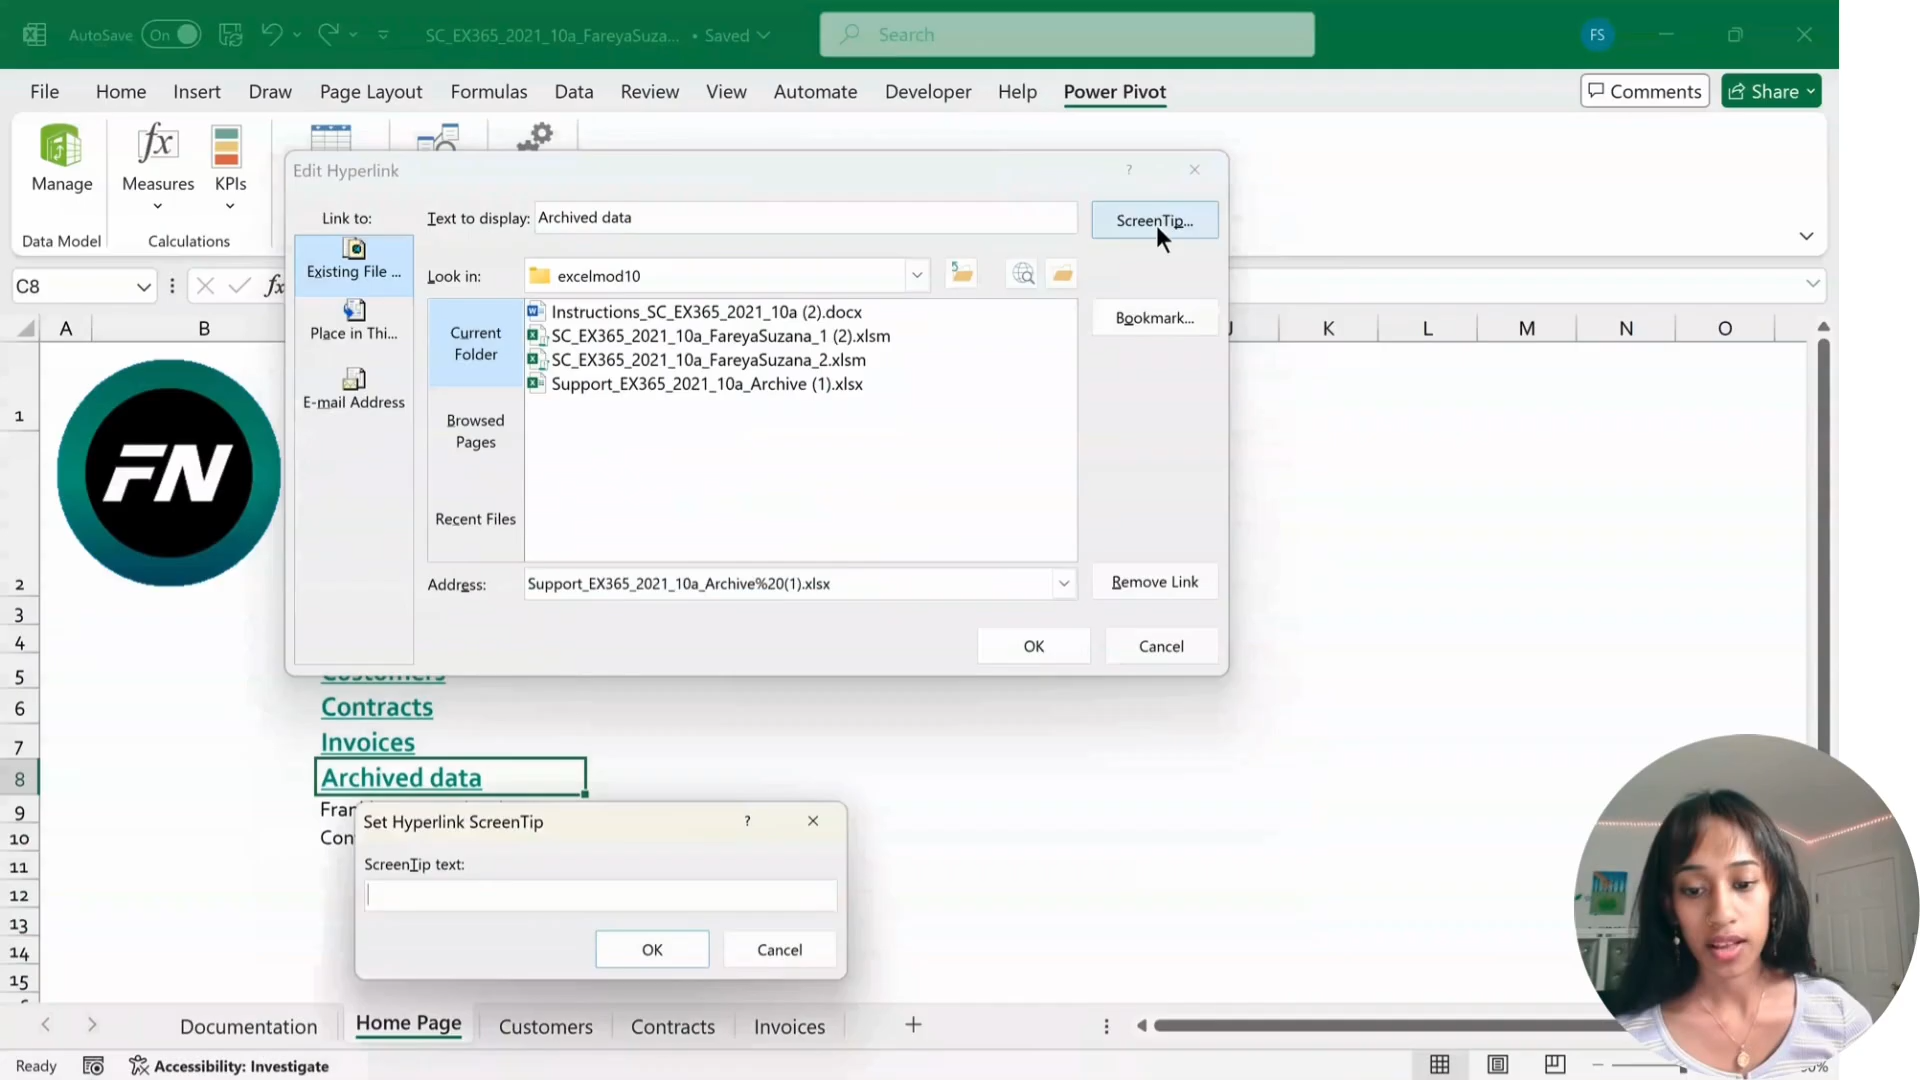 AutoSave On SC_EX365_2021_10a_FareyaSuza... • Saved Search FS
File Home Insert Draw Page Layout Formulas Data Review View Automate Developer Help Power Pivot Comments Share
Manage Measures KPIs
Data Model Calculations
Edit Hyperlink ?
Link to: Text to display: Archived data ScreenTip...
Existing File ...
Look in: excelmod10
C8 fx
Place in Thi...
E-mail Address
Current Folder
Browsed Pages
Recent Files
Instructions_SC_EX365_2021_10a (2).docx
SC_EX365_2021_10a_FareyaSuzana_1 (2).xlsm
SC_EX365_2021_10a_FareyaSuzana_2.xlsm
Support_EX365_2021_10a_Archive (1).xlsx
Bookmark...
Address: Support_EX365_2021_10a_Archive%20(1).xlsx Remove Link
OK Cancel
A B K L M N O
1
FN
2
3
4
5 Customers
6 Contracts
7 Invoices
8 Archived data
9 Fran
10 Con
11
12
13
14
15
Set Hyperlink ScreenTip ?
ScreenTip text:
OK Cancel
Documentation Home Page Customers Contracts Invoices
Ready Accessibility: Investigate